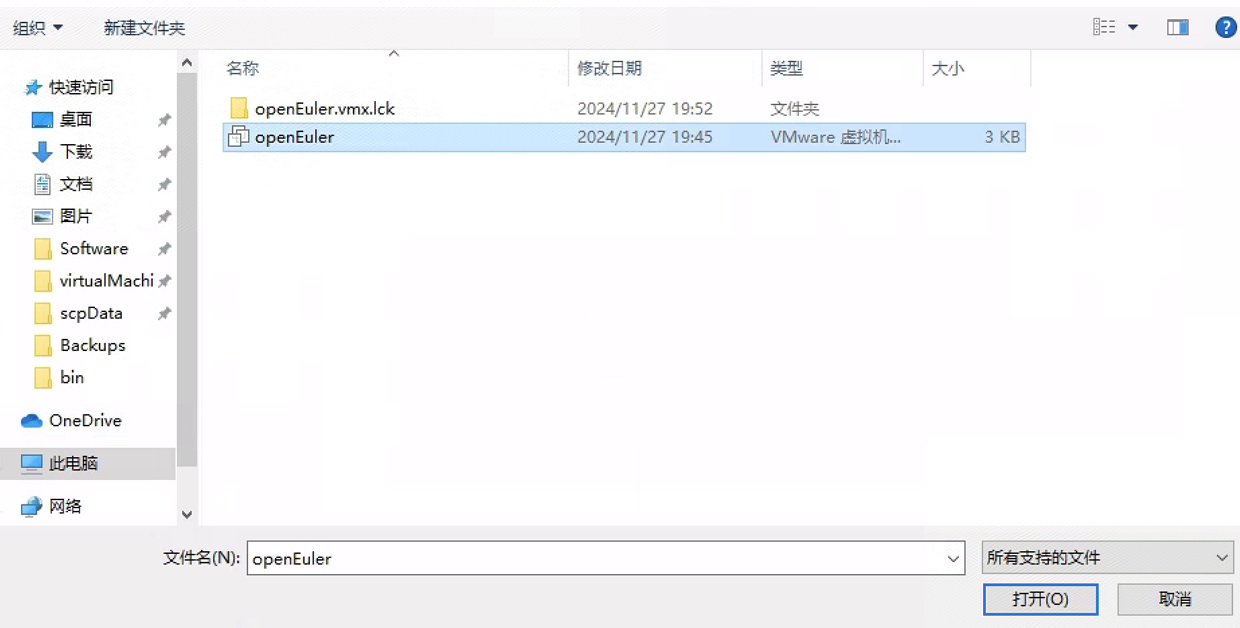 组织 新建文件夹
名称 修改日期 类型 大小
快速访问
桌面
下载
文档
图片
Software
virtualMachi
scpData
Backups
bin
OneDrive
此电脑
网络
openEuler.vmx.lck 2024/11/27 19:52 文件夹
openEuler 2024/11/27 19:45 VMware 虚拟机... 3 KB
文件名(N): openEuler 所有支持的文件
打开(O) 取消